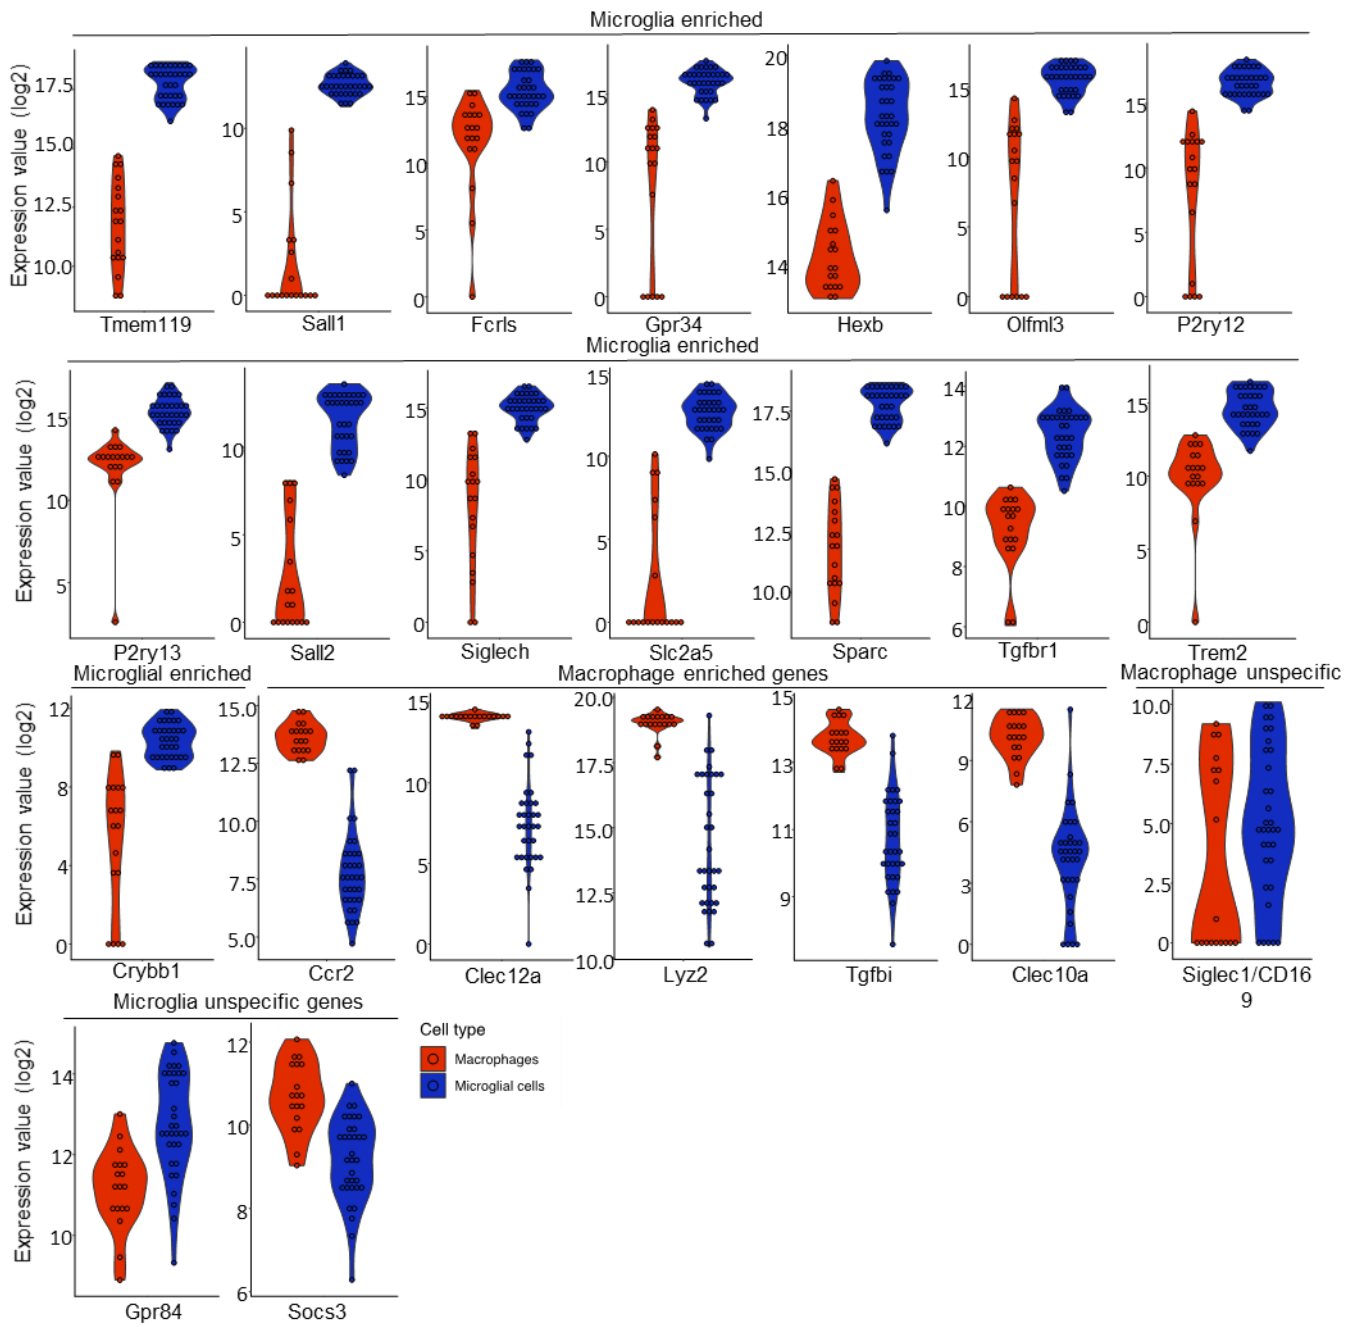 Microglia enriched
Expression value (log2)
17.5
15.0
12.5
10.0
Tmem119
10
5
0
Sall1
15
10
5
0
Fcrls
15
10
5
0
Gpr34
20
18
16
14
Hexb
15
10
5
0
Olfml3
15
10
5
0
P2ry12
Microglia enriched
Expression value (log2)
15
10
5
P2ry13
10
5
0
Sall2
15
10
5
0
Siglech
15
10
5
0
Slc2a5
17.5
15.0
12.5
10.0
Sparc
14
12
10
8
6
Tgfbr1
15
10
5
0
Trem2
Microglial enriched
Macrophage enriched genes
Macrophage unspecific
Expression value (log2)
12
8
4
0
Crybb1
15.0
12.5
10.0
7.5
5.0
Ccr2
15
10
5
0
Clec12a
20.0
17.5
15.0
12.5
10.0
Lyz2
15
13
11
9
Tgfbi
12
9
6
3
0
Clec10a
10.0
7.5
5.0
2.5
0
Siglec1/CD16
9
Microglia unspecific genes
Expression value (log2)
14
12
10
Gpr84
12
10
8
6
Socs3
Cell type
Macrophages
Microglial cells